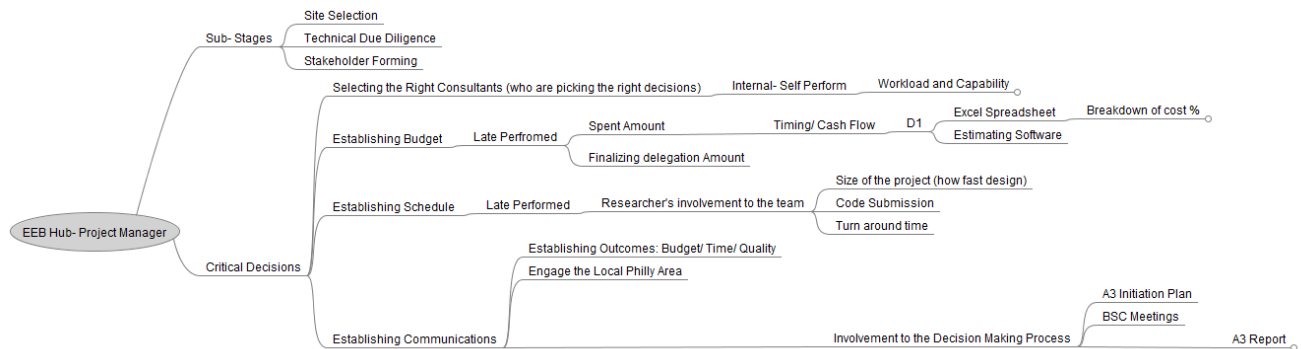 Site Selection
Sub- Stages
Technical Due Diligence
Stakeholder Forming
Selecting the Right Consultants (who are picking the right decisions)
Internal- Self Perform
Workload and Capability
Establishing Budget
Late Perfromed
Spent Amount
Timing/ Cash Flow
D1
Excel Spreadsheet
Breakdown of cost %
Estimating Software
Finalizing delegation Amount
Establishing Schedule
Late Performed
Researcher's involvement to the team
Size of the project (how fast design)
Code Submission
Turn around time
EEB Hub- Project Manager
Critical Decisions
Establishing Outcomes: Budget/ Time/ Quality
Engage the Local Philly Area
Establishing Communications
Involvement to the Decision Making Process
A3 Initiation Plan
BSC Meetings
A3 Report